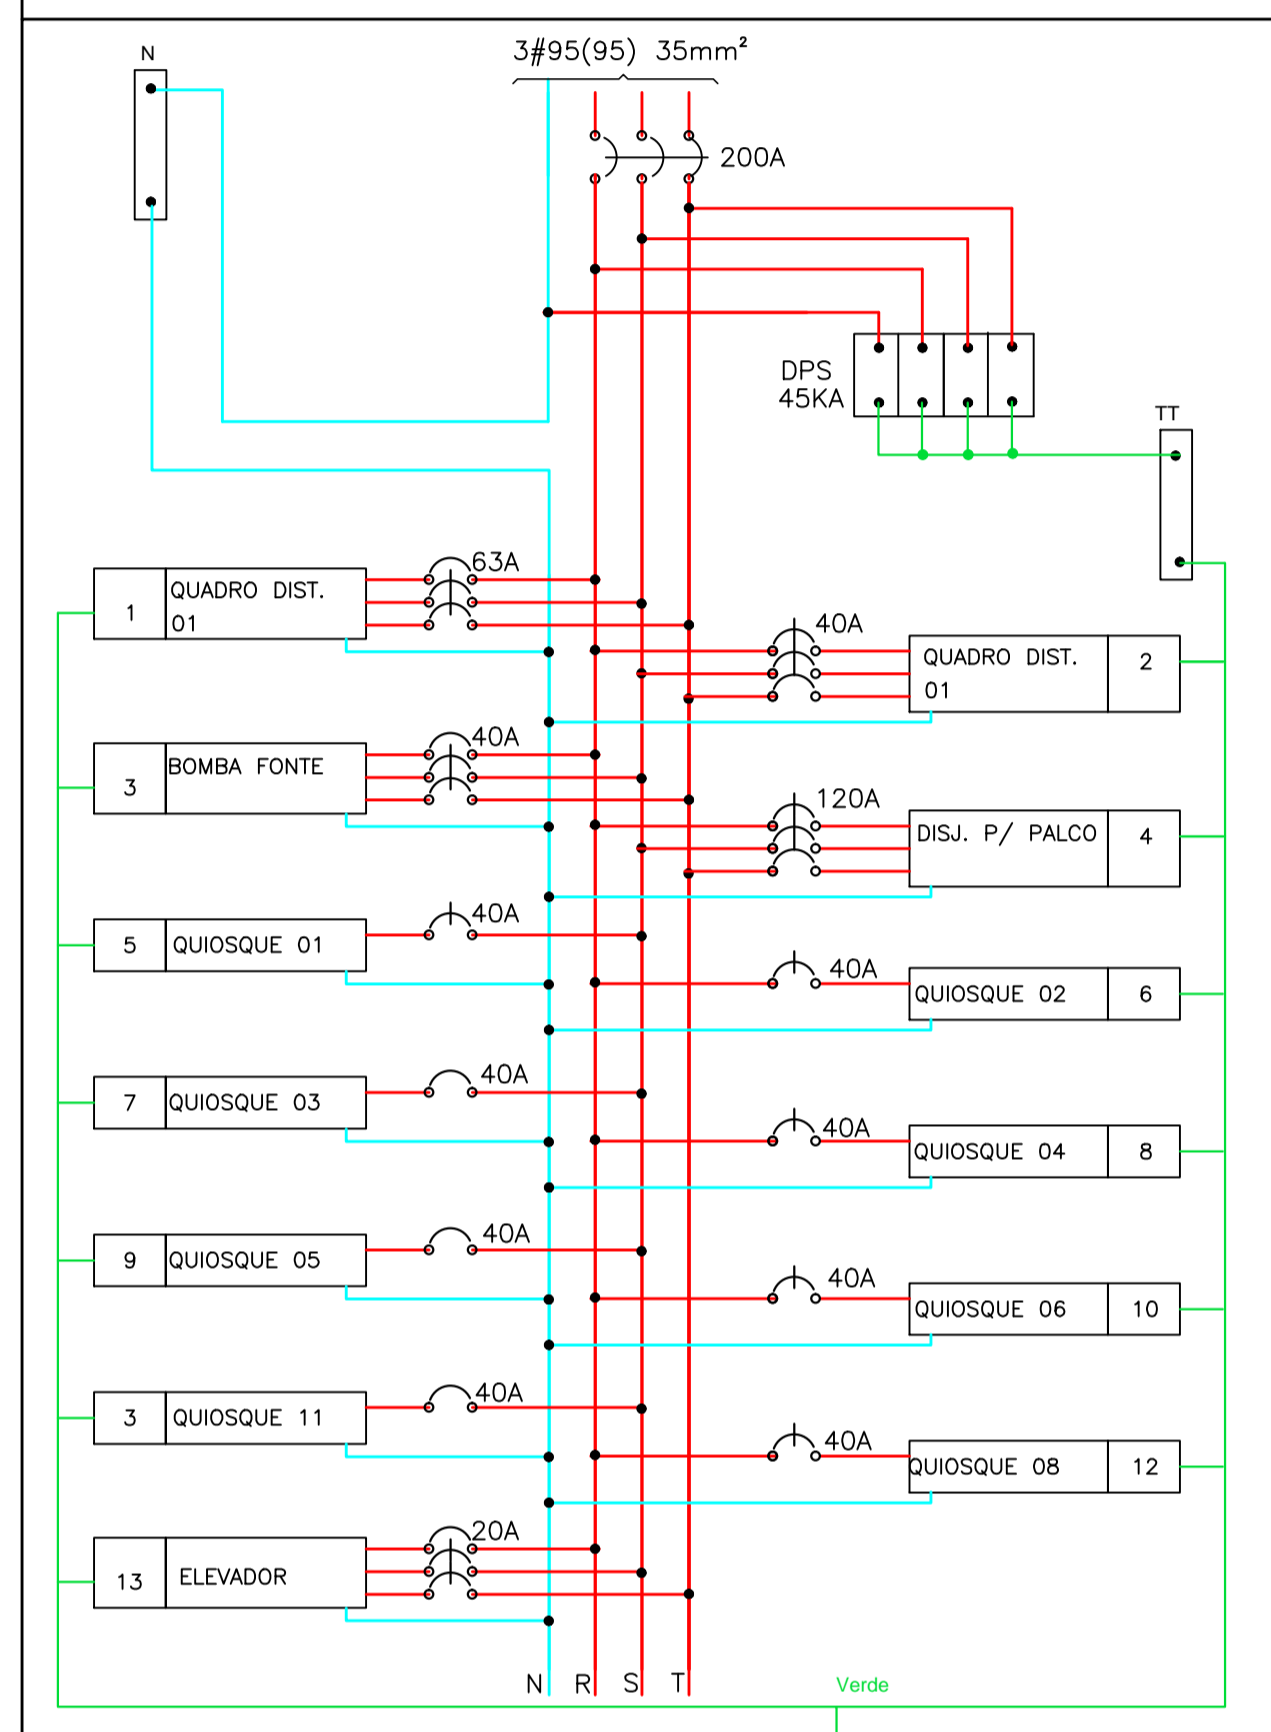 N
3#95(95) 35mm²
200A
DPS
45KA
TT
63A
1
QUADRO DIST.
01
40A
QUADRO DIST.
01
2
40A
3
BOMBA FONTE
120A
DISJ. P/ PALCO
4
40A
5
QUIOSQUE 01
40A
QUIOSQUE 02
6
40A
7
QUIOSQUE 03
40A
QUIOSQUE 04
8
40A
9
QUIOSQUE 05
40A
QUIOSQUE 06
10
40A
3
QUIOSQUE 11
40A
QUIOSQUE 08
12
20A
13
ELEVADOR
N R S T
Verde